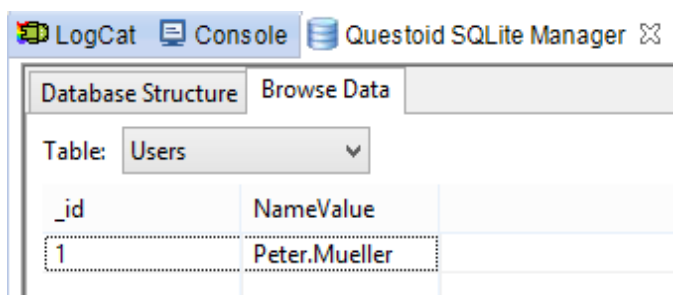 LogCat Console Questoid SQLite Manager
Database Structure Browse Data
Table: Users
_id NameValue
1 Peter.Mueller